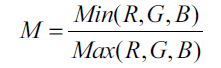 M = Min(R,G,B) / Max(R,G,B)